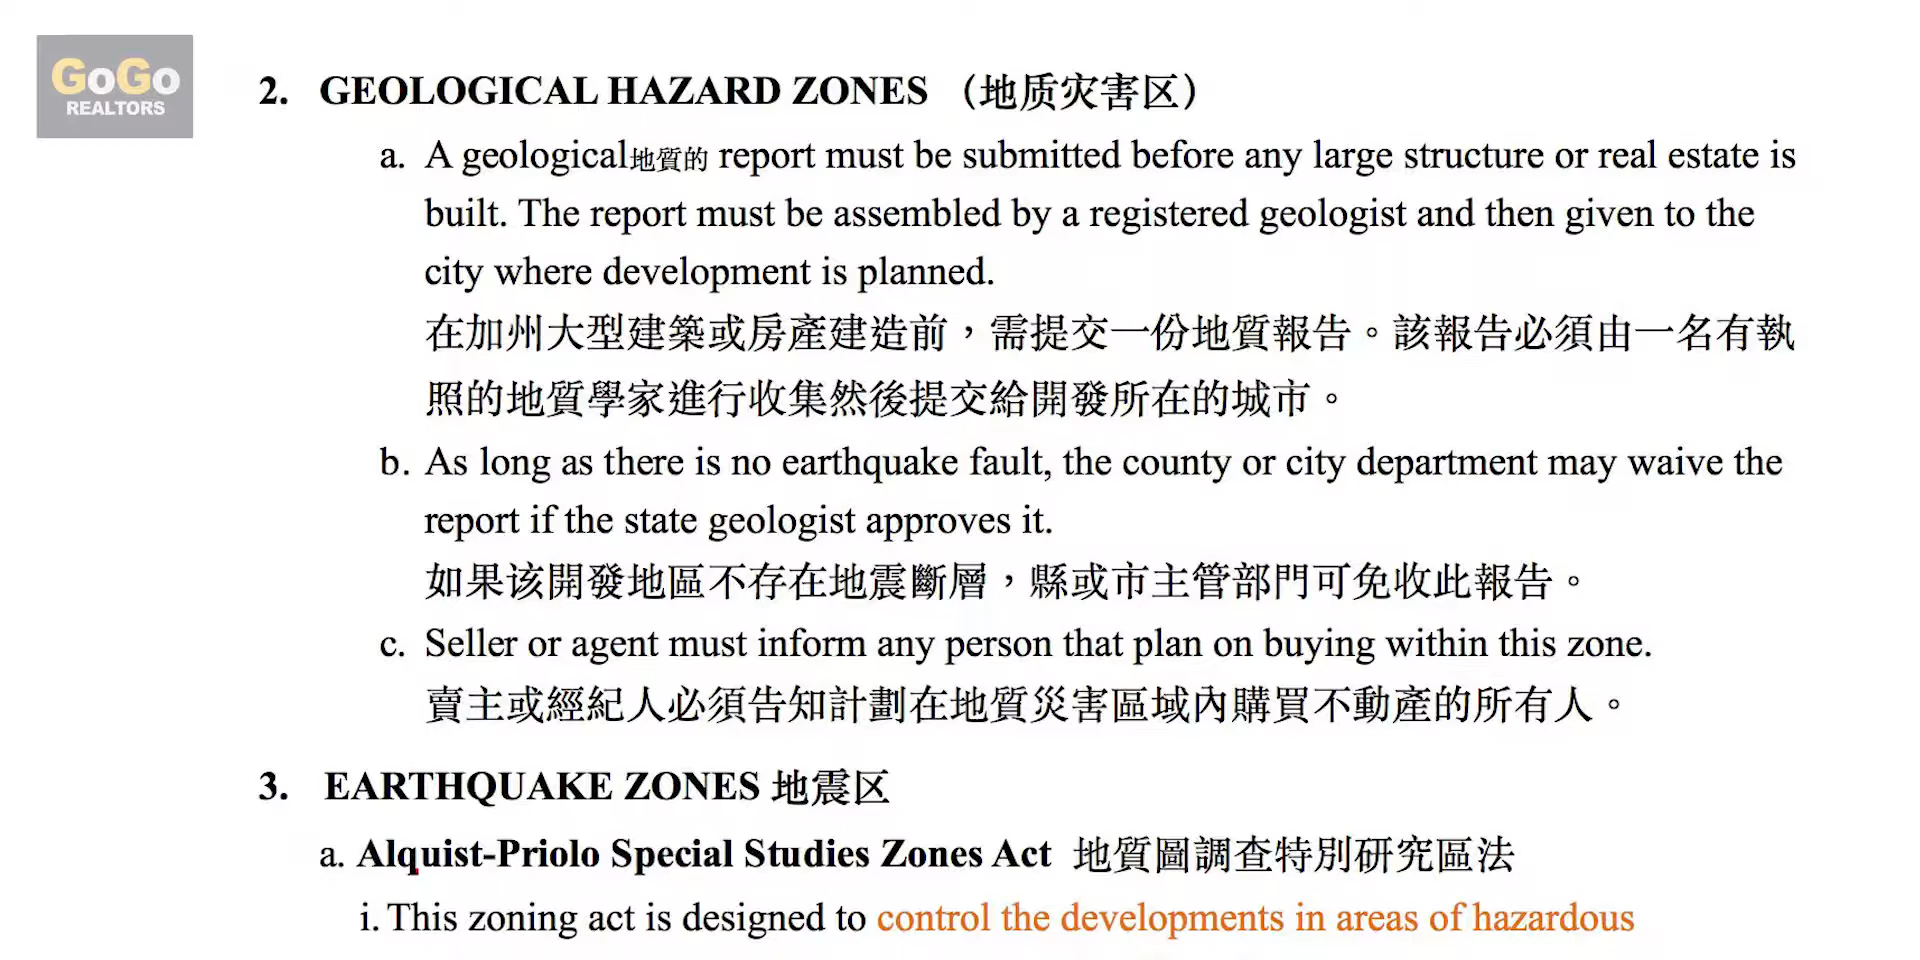 GoGo
REALTORS
2. GEOLOGICAL HAZARD ZONES （地质灾害区）
a. A geological地質的 report must be submitted before any large structure or real estate is
built. The report must be assembled by a registered geologist and then given to the
city where development is planned.
在加州大型建築或房產建造前，需提交一份地質報告。該報告必須由一名有執
照的地質學家進行收集然後提交給開發所在的城市。
b. As long as there is no earthquake fault, the county or city department may waive the
report if the state geologist approves it.
如果该開發地區不存在地震斷層，縣或市主管部門可免收此報告。
c. Seller or agent must inform any person that plan on buying within this zone.
賣主或經紀人必須告知計劃在地質災害區域內購買不動產的所有人。
3. EARTHQUAKE ZONES 地震区
a. Alquist-Priolo Special Studies Zones Act 地質圖調查特別研究區法
i. This zoning act is designed to control the developments in areas of hazardous